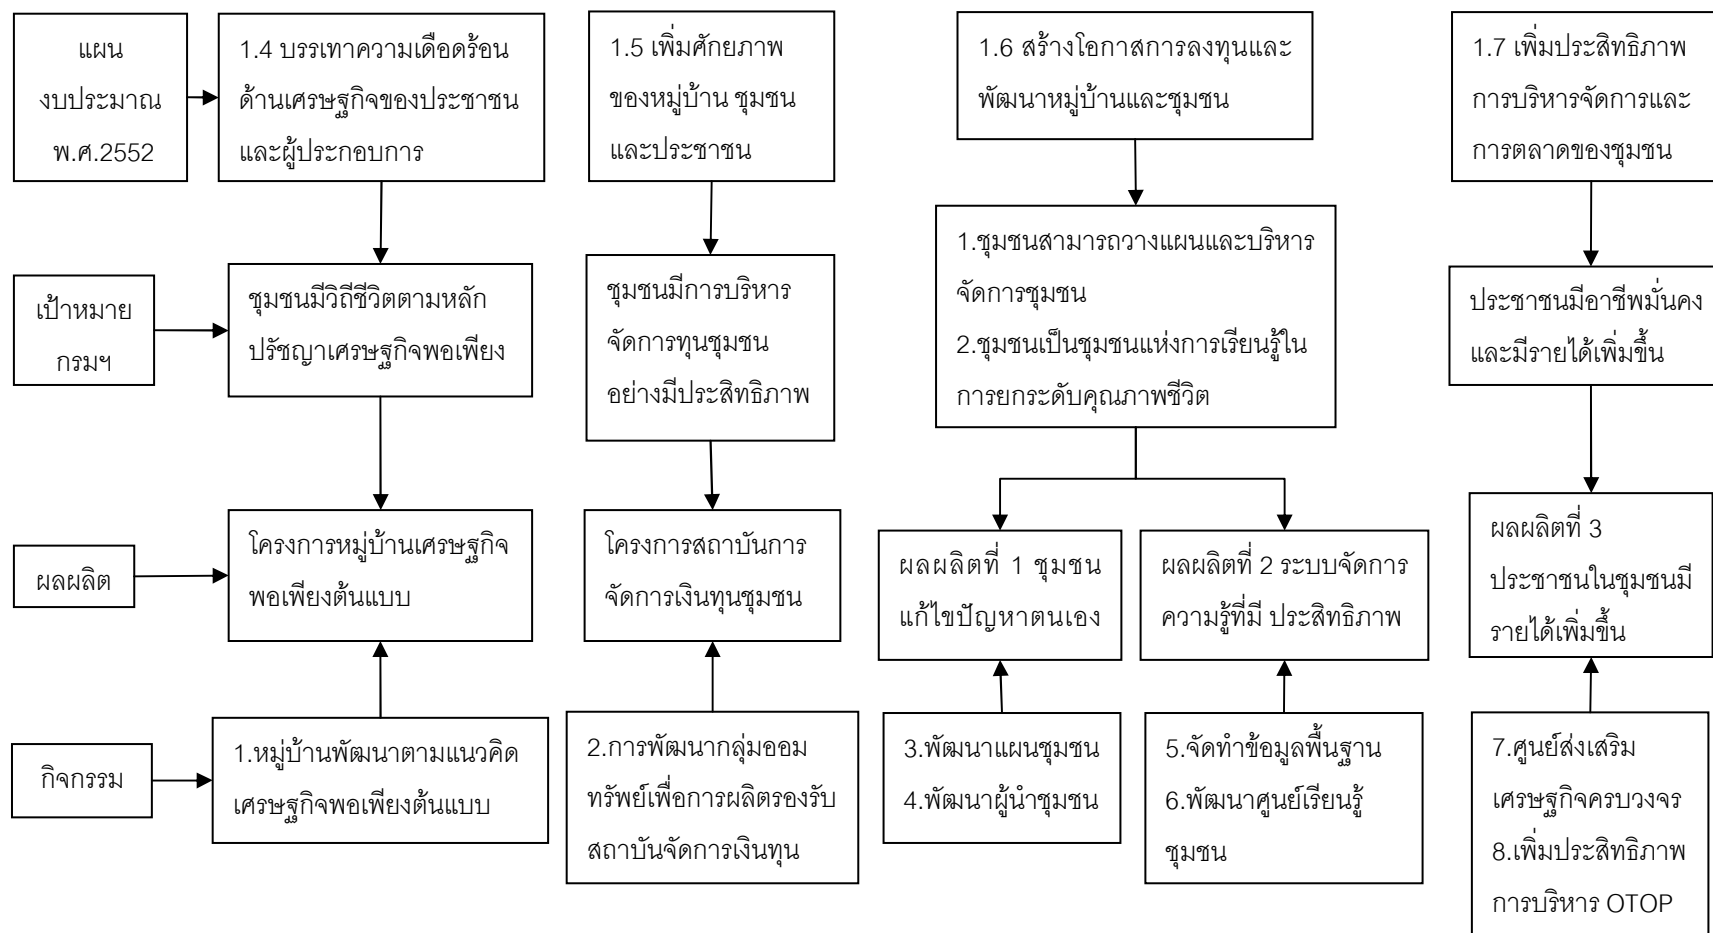 แผน
งบประมาณ
พ.ศ.2552
1.4 บรรเทาความเดือดร้อน
ด้านเศรษฐกิจของประชาชน
และผู้ประกอบการ
1.5 เพิ่มศักยภาพ
ของหมู่บ้าน ชุมชน
และประชาชน
1.6 สร้างโอกาสการลงทุนและ
พัฒนาหมู่บ้านและชุมชน
1.7 เพิ่มประสิทธิภาพ
การบริหารจัดการและ
การตลาดของชุมชน
เป้าหมาย
กรมฯ
ชุมชนมีวิถีชีวิตตามหลัก
ปรัชญาเศรษฐกิจพอเพียง
ชุมชนมีการบริหาร
จัดการทุนชุมชน
อย่างมีประสิทธิภาพ
1.ชุมชนสามารถวางแผนและบริหาร
จัดการชุมชน
2.ชุมชนเป็นชุมชนแห่งการเรียนรู้ใน
การยกระดับคุณภาพชีวิต
ประชาชนมีอาชีพมั่นคง
และมีรายได้เพิ่มขึ้น
ผลผลิต
โครงการหมู่บ้านเศรษฐกิจ
พอเพียงต้นแบบ
โครงการสถาบันการ
จัดการเงินทุนชุมชน
ผลผลิตที่ 1 ชุมชน
แก้ไขปัญหาตนเอง
ผลผลิตที่ 2 ระบบจัดการ
ความรู้ที่มี ประสิทธิภาพ
ผลผลิตที่ 3
ประชาชนในชุมชนมี
รายได้เพิ่มขึ้น
กิจกรรม
1.หมู่บ้านพัฒนาตามแนวคิด
เศรษฐกิจพอเพียงต้นแบบ
2.การพัฒนากลุ่มออม
ทรัพย์เพื่อการผลิตรองรับ
สถาบันจัดการเงินทุน
3.พัฒนาแผนชุมชน
4.พัฒนาผู้นำชุมชน
5.จัดทำข้อมูลพื้นฐาน
6.พัฒนาศูนย์เรียนรู้
ชุมชน
7.ศูนย์ส่งเสริม
เศรษฐกิจครบวงจร
8.เพิ่มประสิทธิภาพ
การบริหาร OTOP